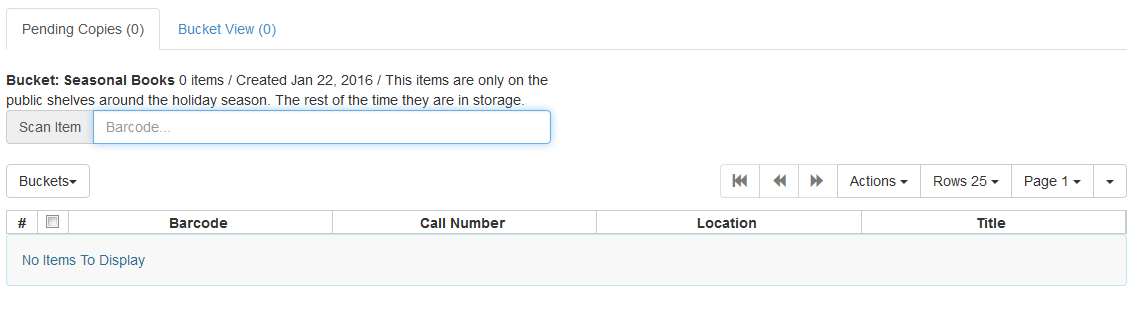 Pending Copies (0) Bucket View (0)
Bucket: Seasonal Books 0 items / Created Jan 22, 2016 / This items are only on the
public shelves around the holiday season. The rest of the time they are in storage.
Scan Item Barcode...
Buckets Actions Rows 25 Page 1
# Barcode Call Number Location Title
No Items To Display